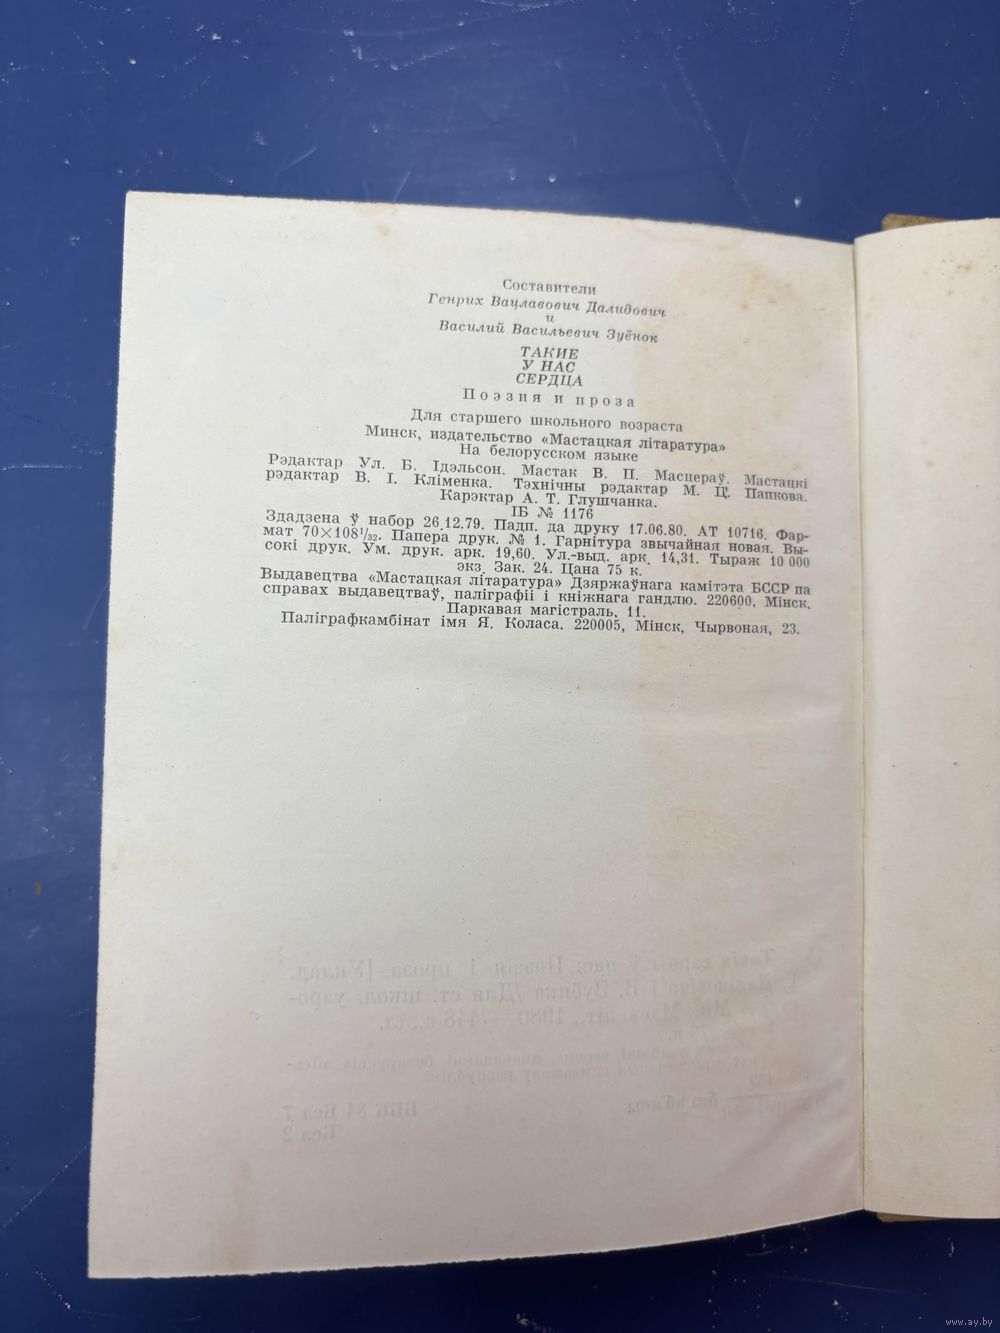 Составители
Генрих Вацлавович Далидович
и
Василий Васильевич Зуёнок
ТАКИЕ
У НАС
СЕРДЦА
Поэзия и проза
Для старшего школьного возраста
Минск, издательство «Мастацкая літаратура»
На белорусском языке
Рэдактар Ул. Б. Ідэльсон. Мастак В. П. Масцераў. Мастацкі
рэдактар В. І. Кліменка. Тэхнічны рэдактар М. Ц. Папкова.
Карэктар А. Т. Глушчанка.
ІБ № 1176
Здадзена ў набор 26.12.79. Падп. да друку 17.06.80. АТ 10716. Фар-
мат 70×108¹/₃₂. Папера друк. № 1. Гарнітура звычайная новая. Вы-
сокі друк. Ум. друк. арк. 19,60. Ул.-выд. арк. 14,31. Тыраж 10 000
экз. Зак. 24. Цана 75 к.
Выдавецтва «Мастацкая літаратура» Дзяржаўнага камітэта БССР па
справах выдавецтваў, паліграфіі і кніжнага гандлю. 220600, Мінск,
Паркавая магістраль, 11.
Паліграфкамбінат імя Я. Коласа. 220005, Мінск, Чырвоная, 23.
www.ay.by